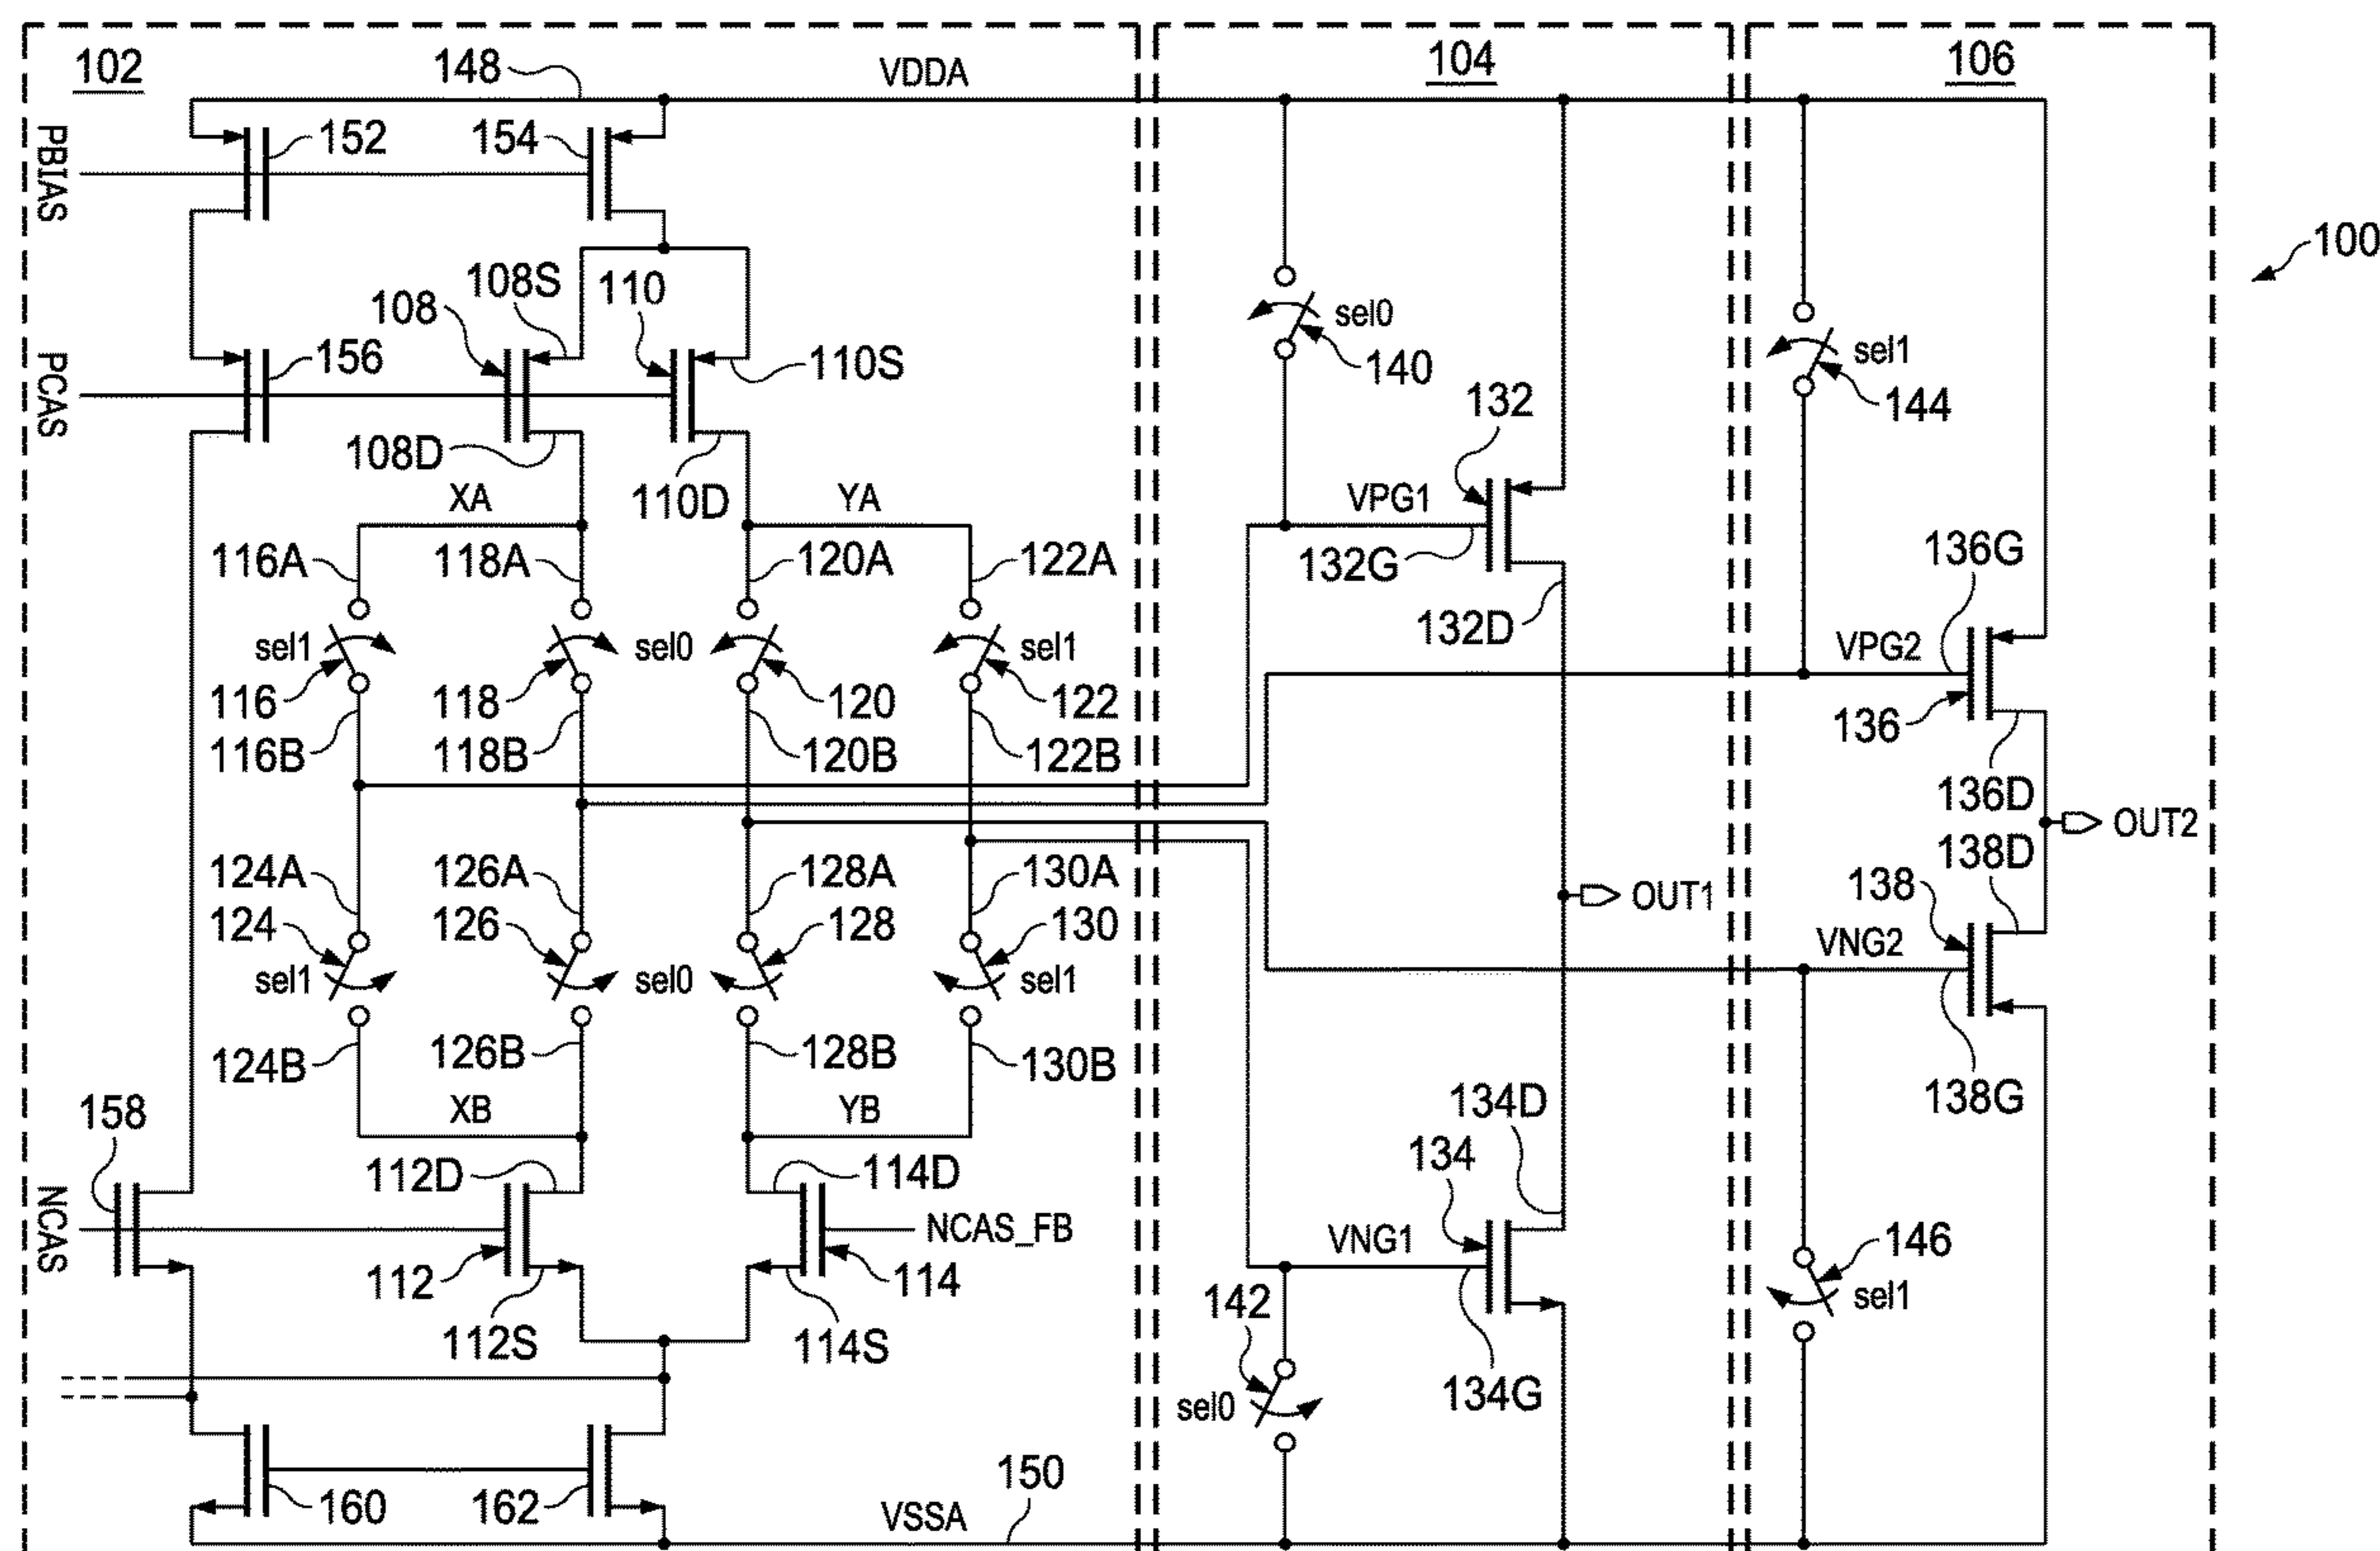 102
148
VDDA
104
106
PBIAS
152
154
100
108S
110
108
sel0
140
sel1
144
PCAS
156
110S
132
108D
110D
XA
YA
VPG1
132G
132D
136G
116A
118A
120A
122A
sel1
sel0
sel1
VPG2
116
118
120
122
136
116B
118B
120B
122B
136D
OUT2
138D
124A
126A
128A
130A
138
124
126
128
130
OUT1
VNG2
sel1
sel0
sel1
124B
126B
128B
130B
138G
158
XB
YB
134D
134
NCAS
112D
114D
NCAS_FB
VNG1
146
sel1
112
114
142
112S
114S
sel0
134G
160
162
VSSA
150